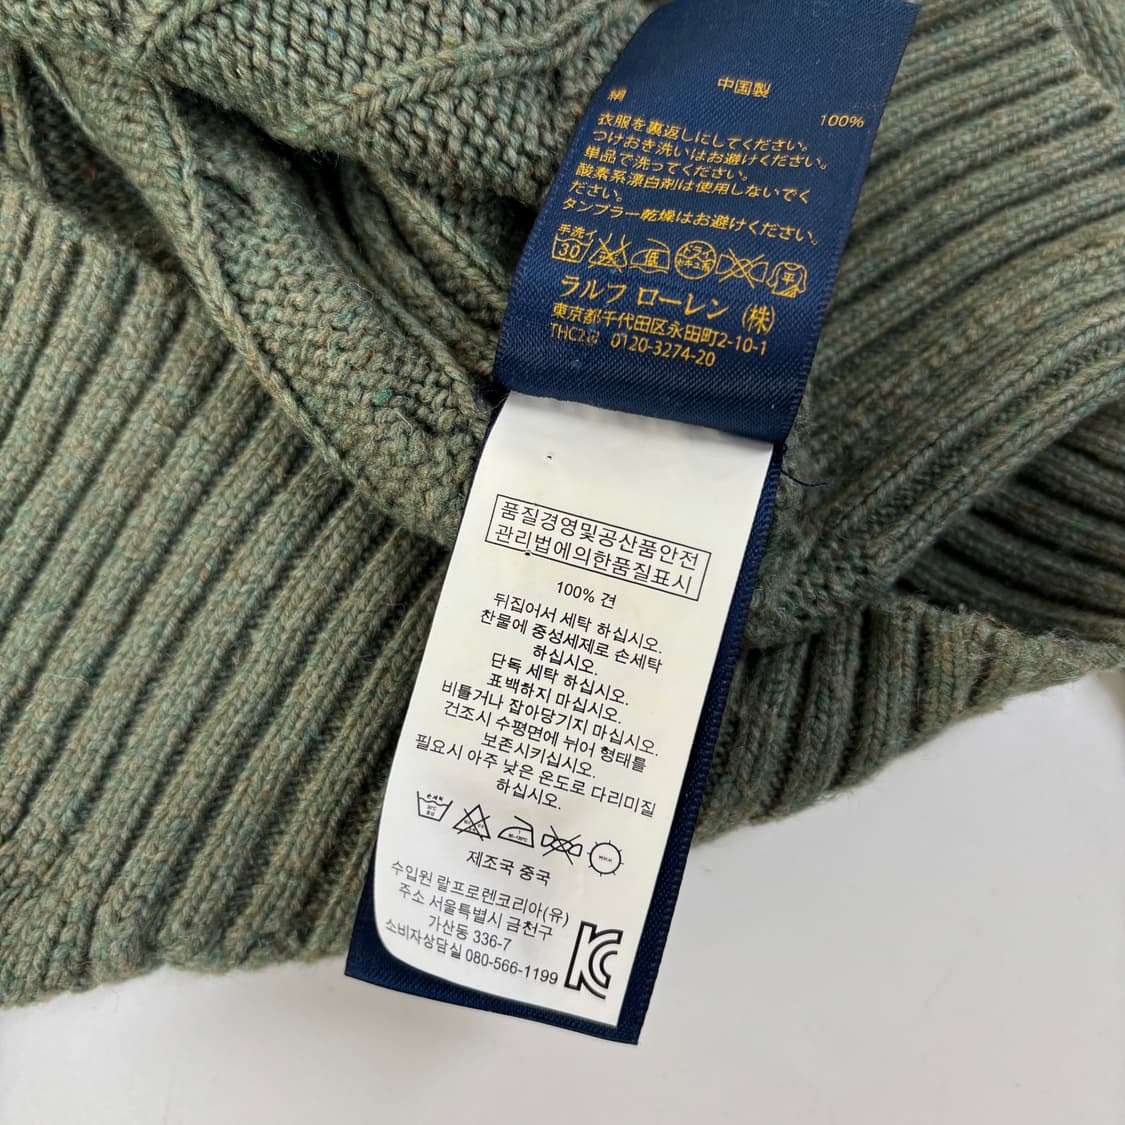 中国製
絹 100%
衣服を裏返しにしてください。
つけおき洗いはお避けください。
単品で洗ってください。
酸素系漂白剤は使用しないでく
ださい。
タンブラー乾燥はお避けください。
手洗イ
30 低 ドライ 平
ラルフ ローレン (株)
東京都千代田区永田町2-10-1
0120-3274-20
품질경영및공산품안전
관리법에의한품질표시
100% 견
뒤집어서 세탁 하십시오.
찬물에 중성세제로 손세탁
하십시오.
단독 세탁 하십시오.
표백하지 마십시오.
비틀거나 잡아당기지 마십시오.
건조시 수평면에 뉘어 형태를
보존시키십시오.
필요시 아주 낮은 온도로 다리미질
하십시오.
제조국 중국
수입원 랄프로렌코리아(유)
주소 서울특별시 금천구
가산동 336-7
소비자상담실 080-566-1199